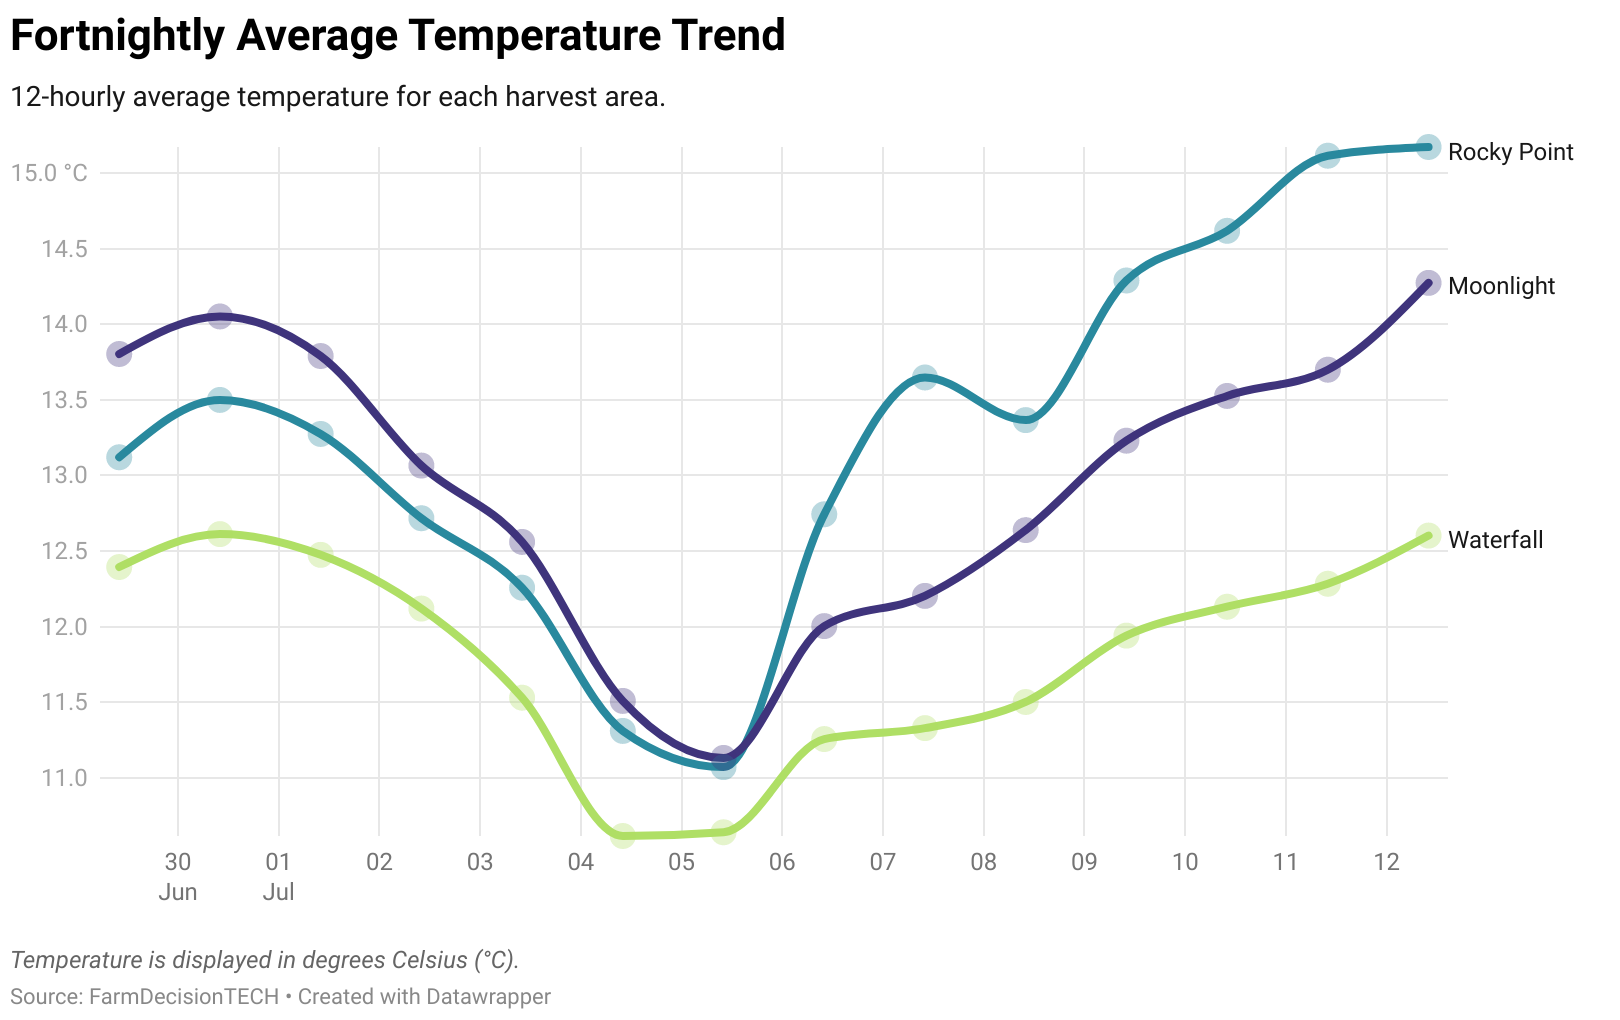 Fortnightly Average Temperature Trend
12-hourly average temperature for each harvest area.
15.0 °C
14.5
14.0
13.5
13.0
12.5
12.0
11.5
11.0
Rocky Point
Moonlight
Waterfall
30 01 02 03 04 05 06 07 08 09 10 11 12
Jun Jul
Temperature is displayed in degrees Celsius (°C).
Source: FarmDecisionTECH • Created with Datawrapper